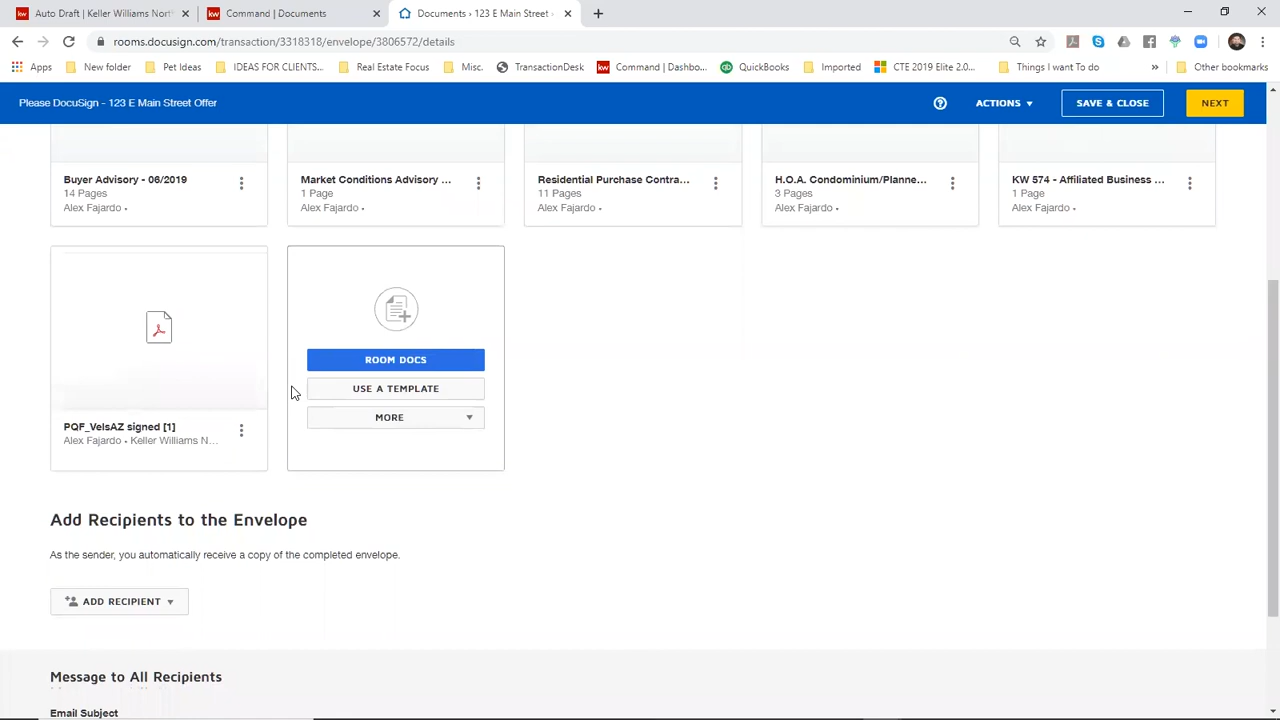 Auto Draft | Keller Williams Nort
Command | Documents
Documents › 123 E Main Street ·
rooms.docusign.com/transaction/3318318/envelope/3806572/details
Apps
New folder
Pet Ideas
IDEAS FOR CLIENTS...
Real Estate Focus
Misc.
TransactionDesk
Command | Dashbo...
QuickBooks
Imported
CTE 2019 Elite 2.0...
Things I want To do
»
Other bookmarks
Please DocuSign - 123 E Main Street Offer
ACTIONS
SAVE & CLOSE
NEXT
Buyer Advisory - 06/2019
14 Pages
Alex Fajardo •
Market Conditions Advisory ...
1 Page
Alex Fajardo •
Residential Purchase Contra...
11 Pages
Alex Fajardo •
H.O.A. Condominium/Planne...
3 Pages
Alex Fajardo •
KW 574 - Affiliated Business ...
1 Page
Alex Fajardo •
PQF_VelsAZ signed [1]
Alex Fajardo • Keller Williams N...
ROOM DOCS
USE A TEMPLATE
MORE
Add Recipients to the Envelope
As the sender, you automatically receive a copy of the completed envelope.
ADD RECIPIENT
Message to All Recipients
Email Subject